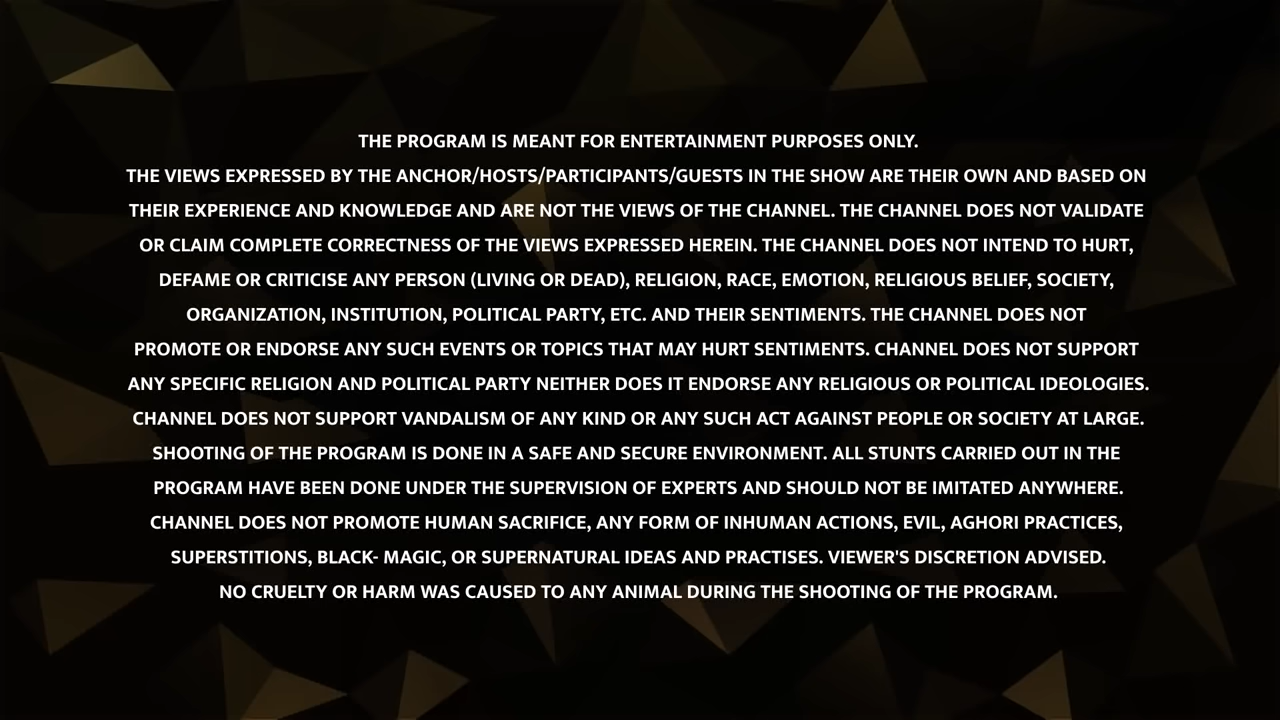 THE PROGRAM IS MEANT FOR ENTERTAINMENT PURPOSES ONLY.
THE VIEWS EXPRESSED BY THE ANCHOR/HOSTS/PARTICIPANTS/GUESTS IN THE SHOW ARE THEIR OWN AND BASED ON
THEIR EXPERIENCE AND KNOWLEDGE AND ARE NOT THE VIEWS OF THE CHANNEL. THE CHANNEL DOES NOT VALIDATE
OR CLAIM COMPLETE CORRECTNESS OF THE VIEWS EXPRESSED HEREIN. THE CHANNEL DOES NOT INTEND TO HURT,
DEFAME OR CRITICISE ANY PERSON (LIVING OR DEAD), RELIGION, RACE, EMOTION, RELIGIOUS BELIEF, SOCIETY,
ORGANIZATION, INSTITUTION, POLITICAL PARTY, ETC. AND THEIR SENTIMENTS. THE CHANNEL DOES NOT
PROMOTE OR ENDORSE ANY SUCH EVENTS OR TOPICS THAT MAY HURT SENTIMENTS. CHANNEL DOES NOT SUPPORT
ANY SPECIFIC RELIGION AND POLITICAL PARTY NEITHER DOES IT ENDORSE ANY RELIGIOUS OR POLITICAL IDEOLOGIES.
CHANNEL DOES NOT SUPPORT VANDALISM OF ANY KIND OR ANY SUCH ACT AGAINST PEOPLE OR SOCIETY AT LARGE.
SHOOTING OF THE PROGRAM IS DONE IN A SAFE AND SECURE ENVIRONMENT. ALL STUNTS CARRIED OUT IN THE
PROGRAM HAVE BEEN DONE UNDER THE SUPERVISION OF EXPERTS AND SHOULD NOT BE IMITATED ANYWHERE.
CHANNEL DOES NOT PROMOTE HUMAN SACRIFICE, ANY FORM OF INHUMAN ACTIONS, EVIL, AGHORI PRACTICES,
SUPERSTITIONS, BLACK- MAGIC, OR SUPERNATURAL IDEAS AND PRACTISES. VIEWER'S DISCRETION ADVISED.
NO CRUELTY OR HARM WAS CAUSED TO ANY ANIMAL DURING THE SHOOTING OF THE PROGRAM.